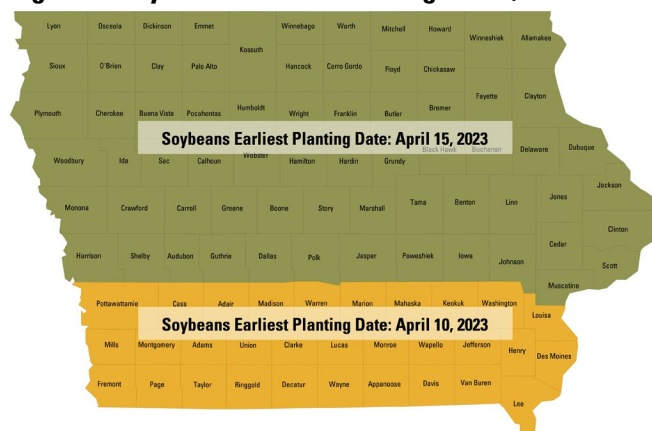 Lyon Osceola Dickinson Emmet Winnebago Worth Mitchell Howard Winneshiek Allamakee
Kossuth
Sioux O'Brien Clay Palo Alto Hancock Cerro Gordo Floyd Chickasaw
Fayette Clayton
Plymouth Cherokee Buena Vista Pocahontas Humboldt Wright Franklin Butler Bremer
Soybeans Earliest Planting Date: April 15, 2023
Woodbury Ida Sac Calhoun Webster Hamilton Hardin Grundy Black Hawk Buchanan Delaware Dubuque
Jackson
Monona Crawford Carroll Greene Boone Story Marshall Tama Benton Linn Jones
Clinton
Harrison Shelby Audubon Guthrie Dallas Polk Jasper Poweshiek Iowa Johnson Cedar Scott
Muscatine
Pottawattamie Cass Adair Madison Warren Marion Mahaska Keokuk Washington
Louisa
Soybeans Earliest Planting Date: April 10, 2023
Mills Montgomery Adams Union Clarke Lucas Monroe Wapello Jefferson Henry Des Moines
Fremont Page Taylor Ringgold Decatur Wayne Appanoose Davis Van Buren
Lee